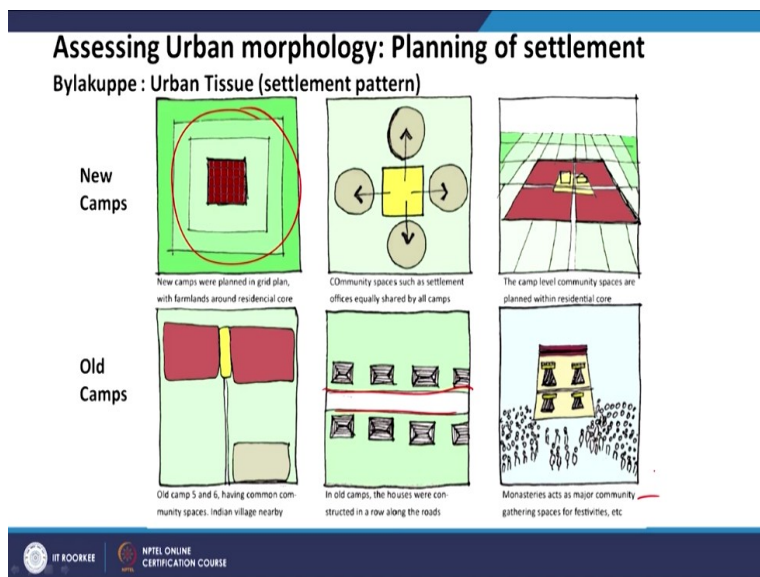 Assessing Urban morphology: Planning of settlement
Bylakuppe : Urban Tissue (settlement pattern)
New
Camps
New camps were planned in grid plan,
with farmlands around residencial core
COmmunity spaces such as settlement
offices equally shared by all camps
The camp level community spaces are
planned within residential core
Old
Camps
Old camp 5 and 6, having common com-
munity spaces. Indian village nearby
In old camps, the houses were con-
structed in a row along the roads
Monasteries acts as major community
gathering spaces for festivities, etc
IIT ROORKEE
NPTEL
NPTEL ONLINE
CERTIFICATION COURSE